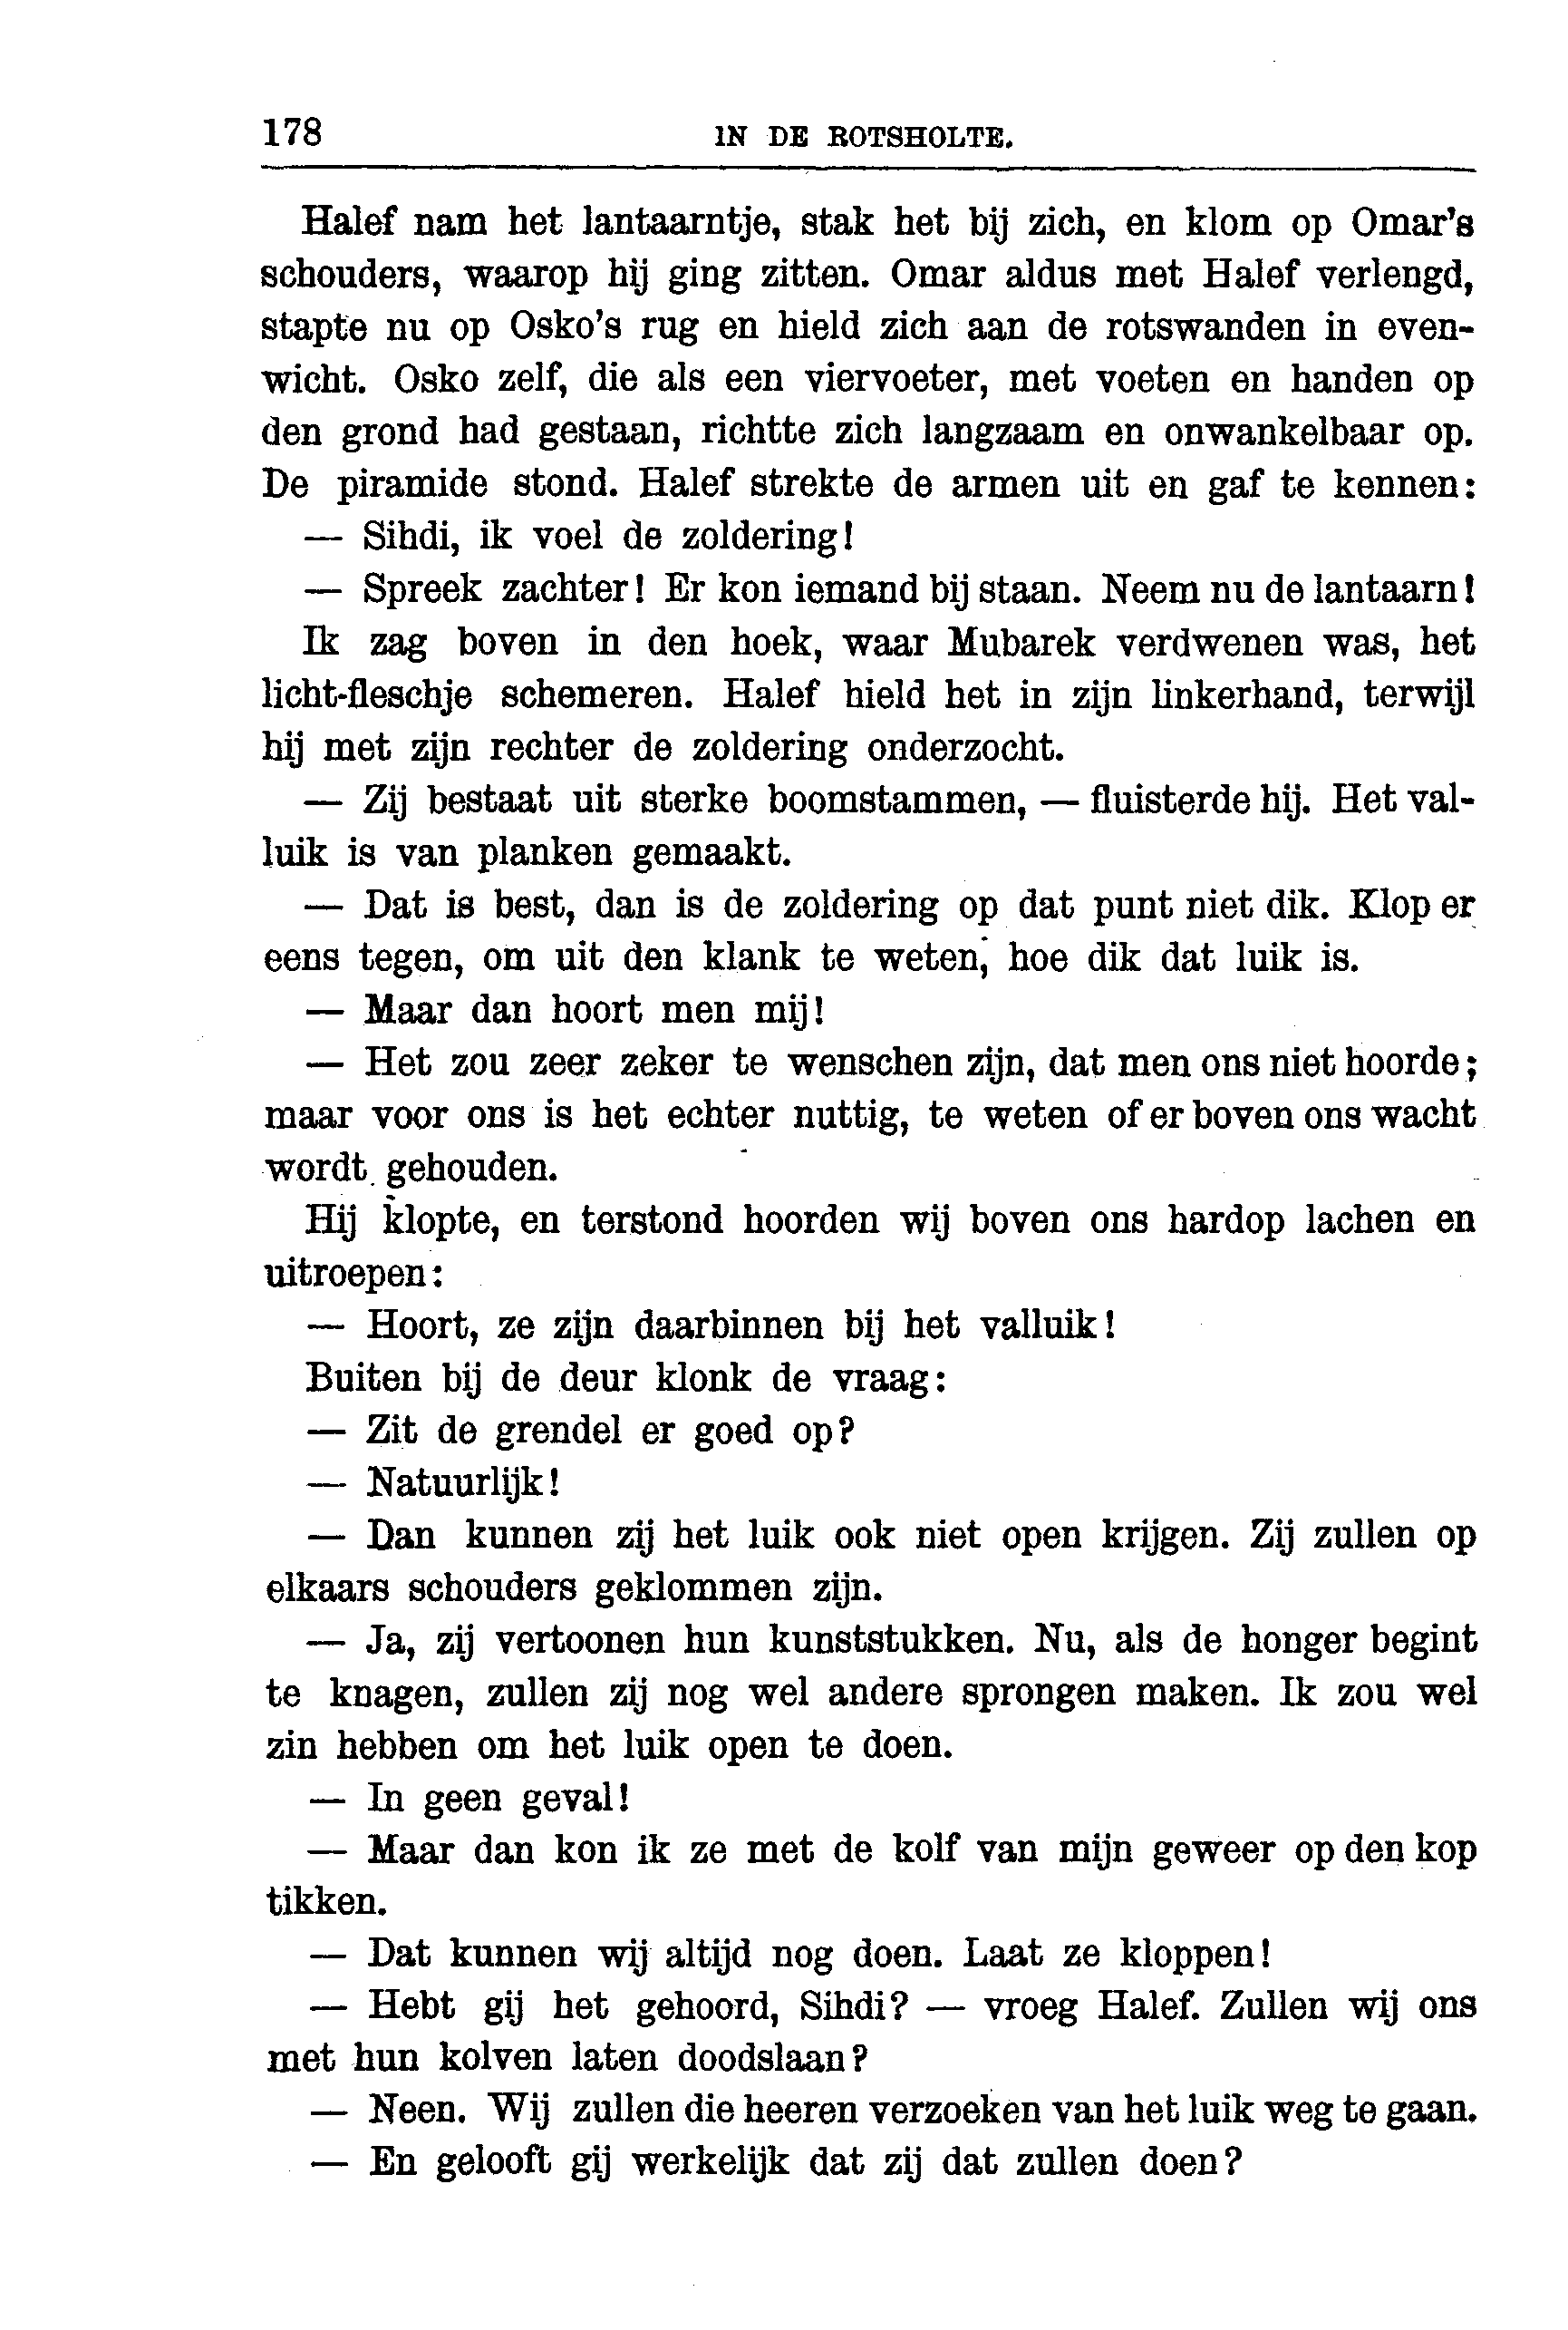 178 IN DE ROTSHOLTE.
Halef nam het lantaarntje, stak het bij zich, en klom op Omar's
schouders, waarop hij ging zitten. Omar aldus met Halef verlengd,
stapte nu op Osko's rug en hield zich aan de rotswanden in even-
wicht. Osko zelf, die als een viervoeter, met voeten en handen op
den grond had gestaan, richtte zich langzaam en onwankelbaar op.
De piramide stond. Halef strekte de armen uit en gaf te kennen:
— Sihdi, ik voel de zoldering!
— Spreek zachter! Er kon iemand bij staan. Neem nu de lantaarn!
Ik zag boven in den hoek, waar Mubarek verdwenen was, het
licht-fleschje schemeren. Halef hield het in zijn linkerhand, terwijl
hij met zijn rechter de zoldering onderzocht.
— Zij bestaat uit sterke boomstammen, — fluisterde hij. Het val-
luik is van planken gemaakt.
— Dat is best, dan is de zoldering op dat punt niet dik. Klop er
eens tegen, om uit den klank te weten, hoe dik dat luik is.
— Maar dan hoort men mij!
— Het zou zeer zeker te wenschen zijn, dat men ons niet hoorde;
maar voor ons is het echter nuttig, te weten of er boven ons wacht
wordt gehouden.
Hij klopte, en terstond hoorden wij boven ons hardop lachen en
uitroepen:
— Hoort, ze zijn daarbinnen bij het valluik!
Buiten bij de deur klonk de vraag:
— Zit de grendel er goed op?
— Natuurlijk!
— Dan kunnen zij het luik ook niet open krijgen. Zij zullen op
elkaars schouders geklommen zijn.
— Ja, zij vertoonen hun kunststukken. Nu, als de honger begint
te knagen, zullen zij nog wel andere sprongen maken. Ik zou wel
zin hebben om het luik open te doen.
— In geen geval!
— Maar dan kon ik ze met de kolf van mijn geweer op den kop
tikken.
— Dat kunnen wij altijd nog doen. Laat ze kloppen!
— Hebt gij het gehoord, Sihdi? — vroeg Halef. Zullen wij ons
met hun kolven laten doodslaan?
— Neen. Wij zullen die heeren verzoeken van het luik weg te gaan.
— En gelooft gij werkelijk dat zij dat zullen doen?